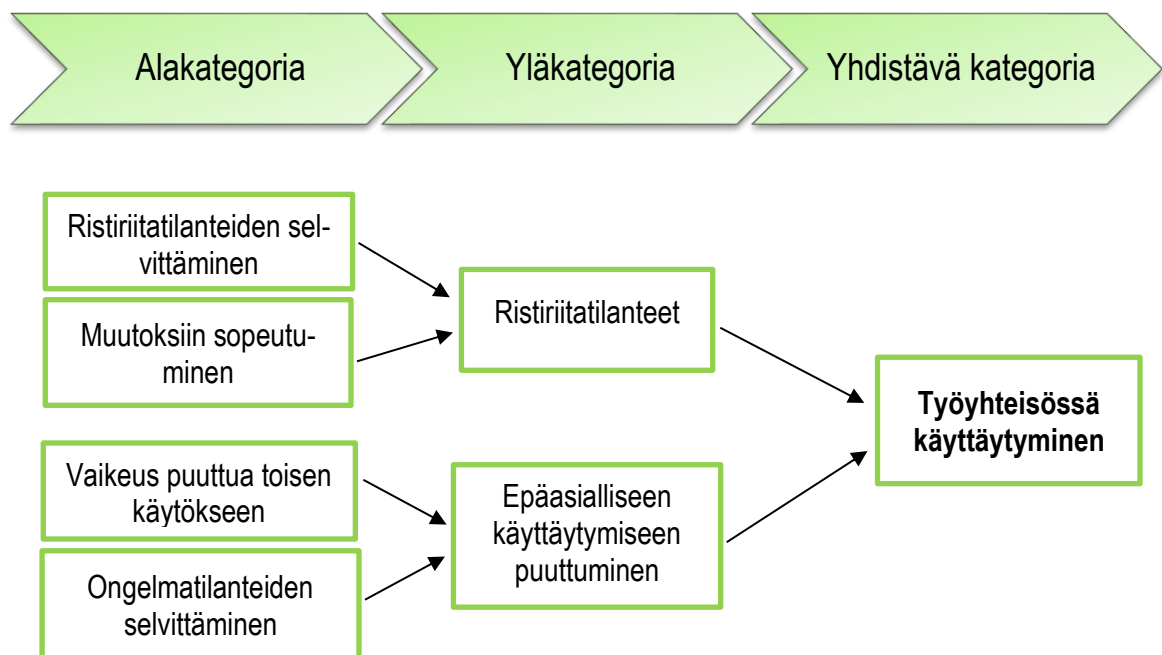 Alakategoria
Yläkategoria
Yhdistävä kategoria
Ristiriitatilanteiden sel-
vittäminen
Muutoksiin sopeutu-
minen
Ristiriitatilanteet
Vaikeus puuttua toisen
käytökseen
Ongelmatilanteiden
selvittäminen
Epäasialliseen
käyttäytymiseen
puuttuminen
Työyhteisössä
käyttäytyminen